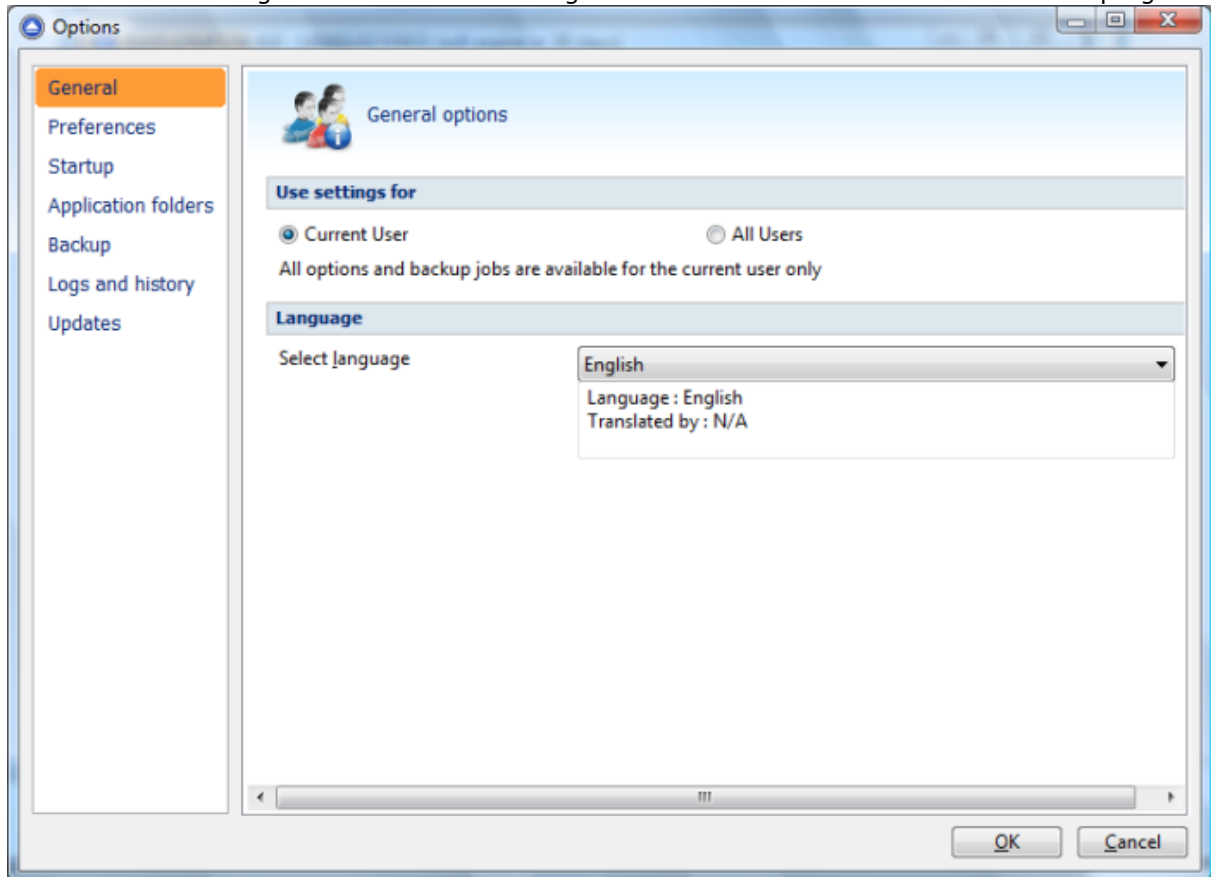 Options
General
Preferences
Startup
Application folders
Backup
Logs and history
Updates
General options
Use settings for
Current User All Users
All options and backup jobs are available for the current user only
Language
Select language English
Language : English
Translated by : N/A
OK Cancel